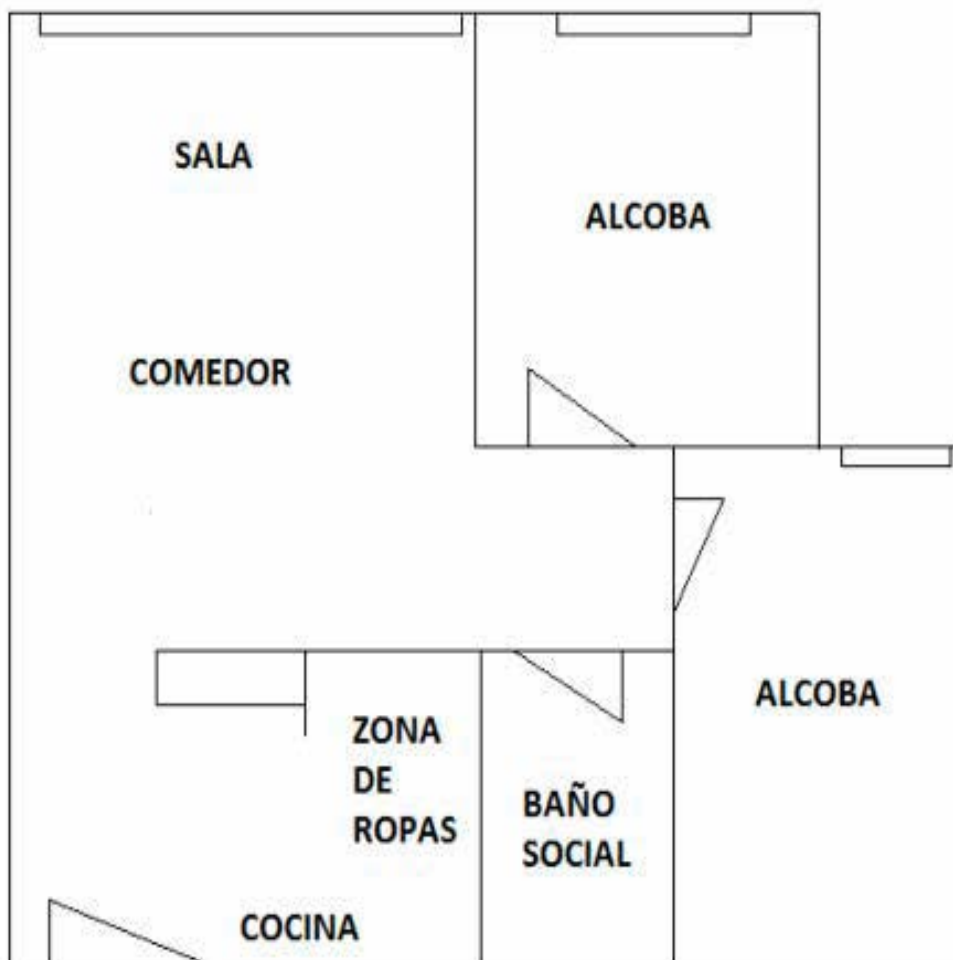 SALA
ALCOBA
COMEDOR
ALCOBA
ZONA
DE
ROPAS
BAÑO
SOCIAL
COCINA